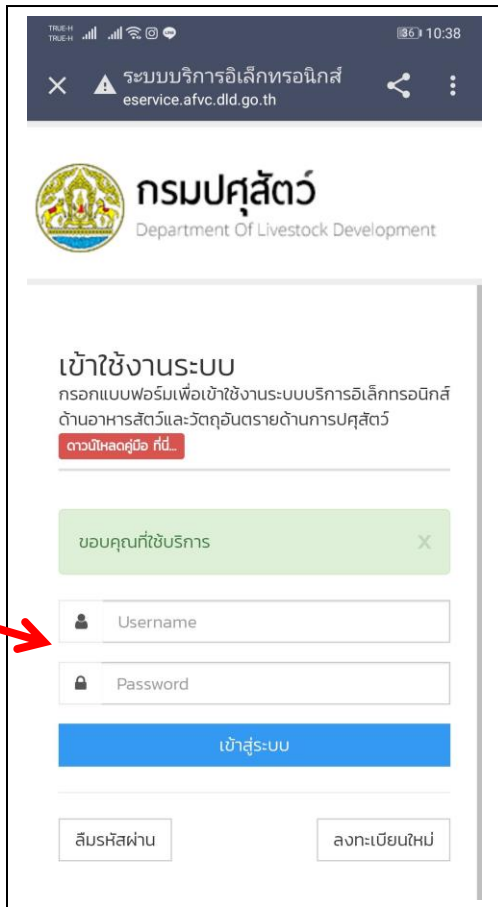 TRUE-H
TRUE-H
36 10:38
ระบบบริการอิเล็กทรอนิกส์
eservice.afvc.dld.go.th
กรมปศุสัตว์
Department Of Livestock Development
เข้าใช้งานระบบ
กรอกแบบฟอร์มเพื่อเข้าใช้งานระบบบริการอิเล็กทรอนิกส์
ด้านอาหารสัตว์และวัตถุอันตรายด้านการปศุสัตว์
ดาวน์โหลดคู่มือ ที่นี่...
ขอบคุณที่ใช้บริการ
x
Username
Password
เข้าสู่ระบบ
ลืมรหัสผ่าน
ลงทะเบียนใหม่